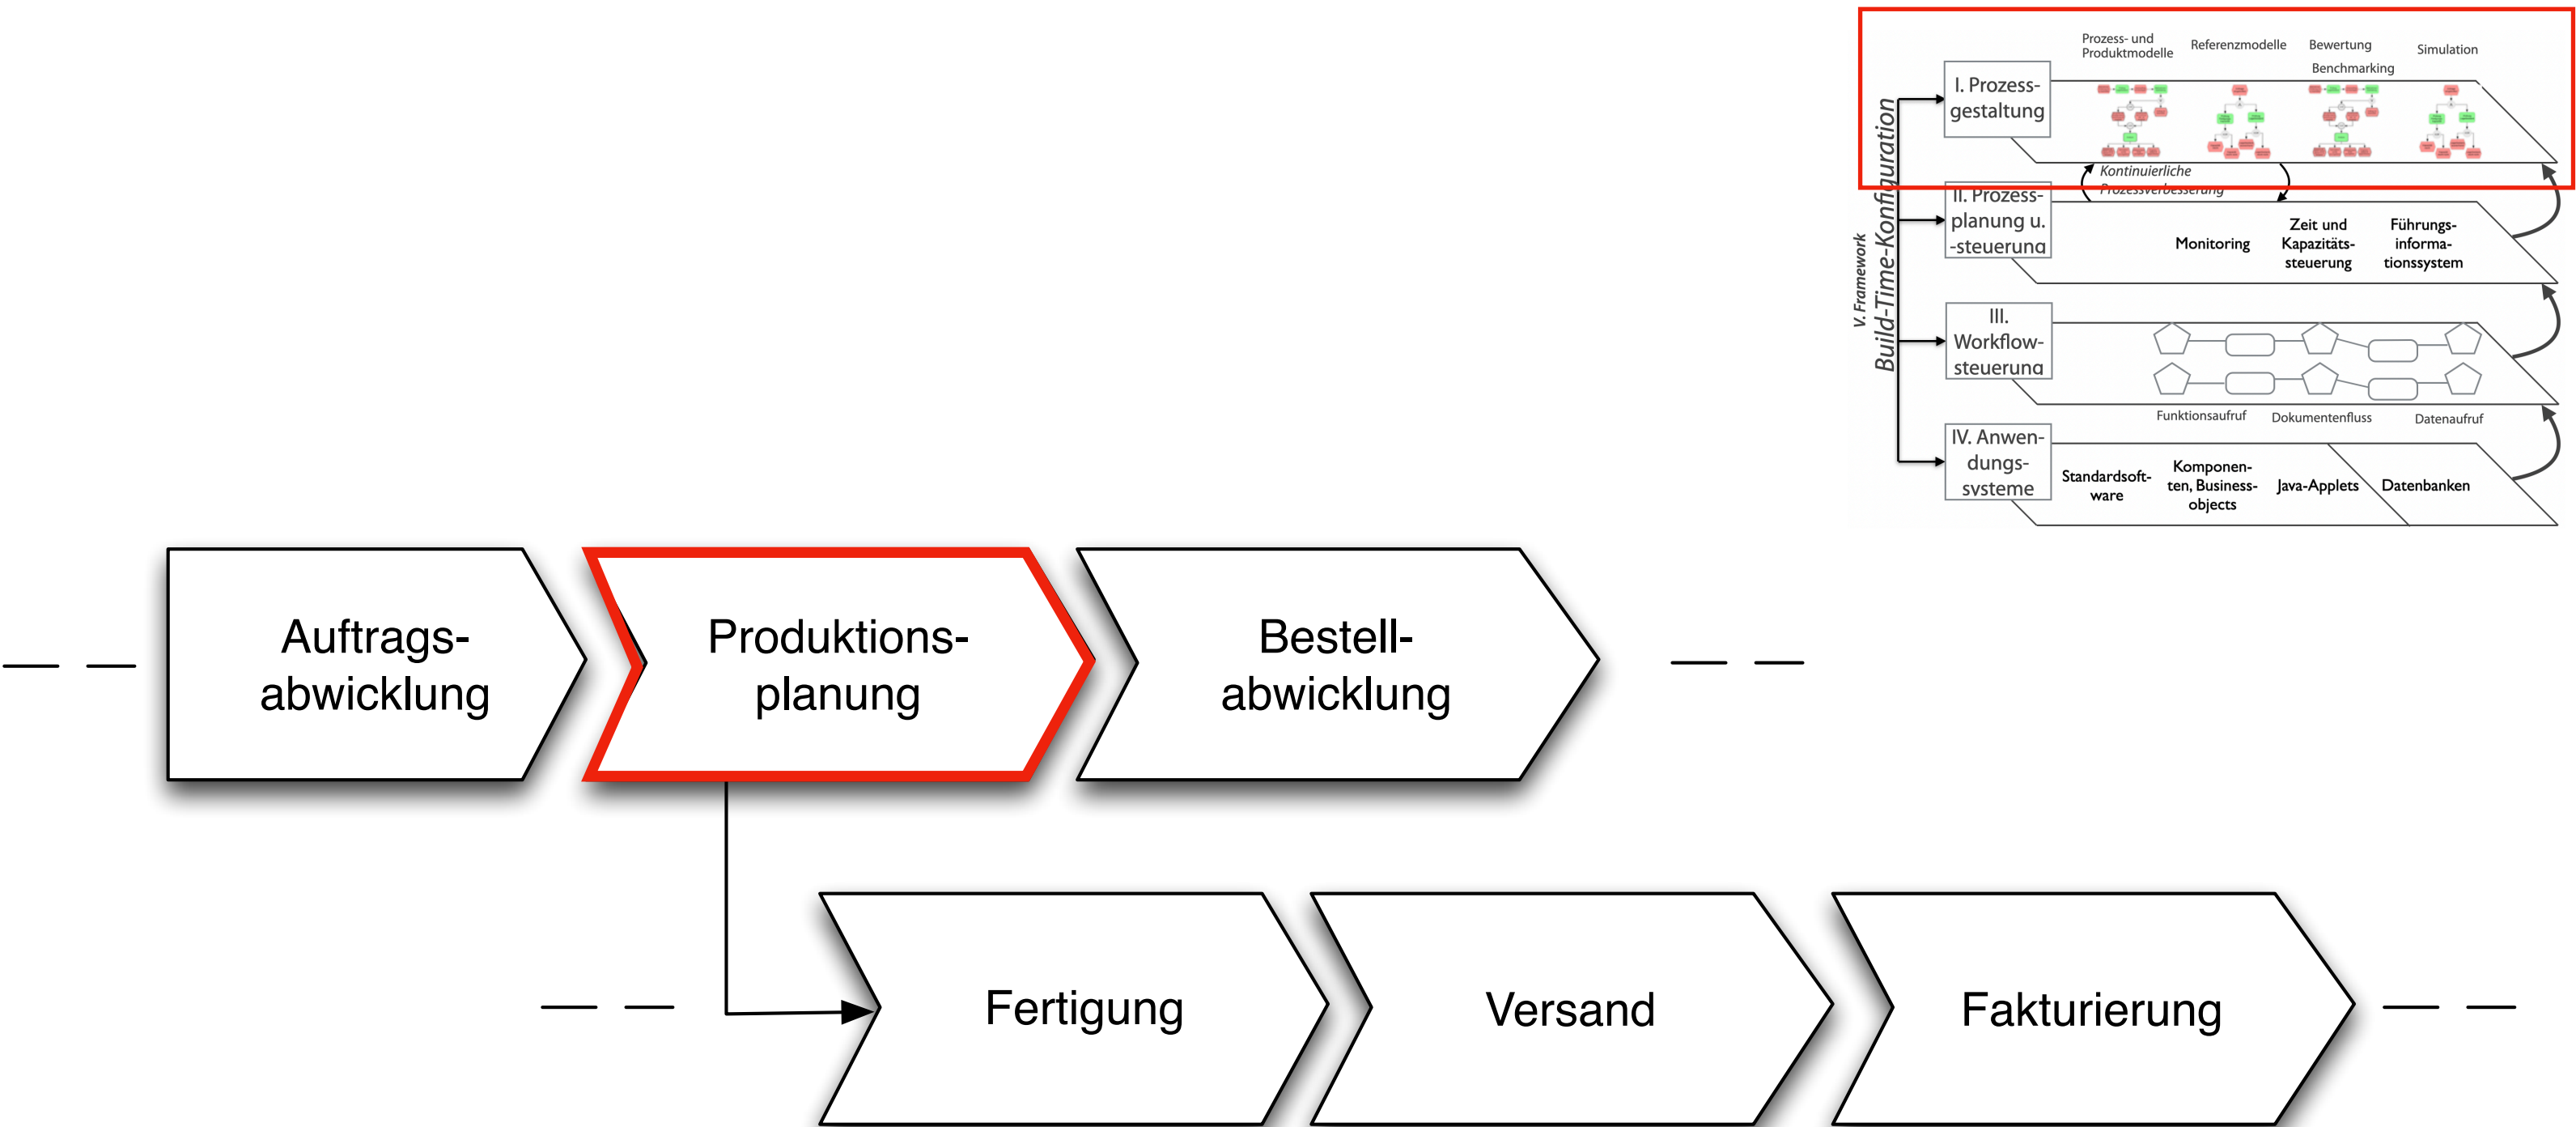 Prozess- und
Produktmodelle
Referenzmodelle
Bewertung
Benchmarking
Simulation
I. Prozess-
gestaltung
Kontinuierliche
Prozessverbesserung
V. Framework
Build-Time-Konfiguration
II. Prozess-
planung u.
-steuerung
Monitoring
Zeit und
Kapazitäts-
steuerung
Führungs-
informa-
tionssystem
III.
Workflow-
steuerung
Funktionsaufruf
Dokumentenfluss
Datenaufruf
IV. Anwen-
dungs-
systeme
Standardsoft-
ware
Komponen-
ten, Business-
objects
Java-Applets
Datenbanken
Auftrags-
abwicklung
Produktions-
planung
Bestell-
abwicklung
Fertigung
Versand
Fakturierung